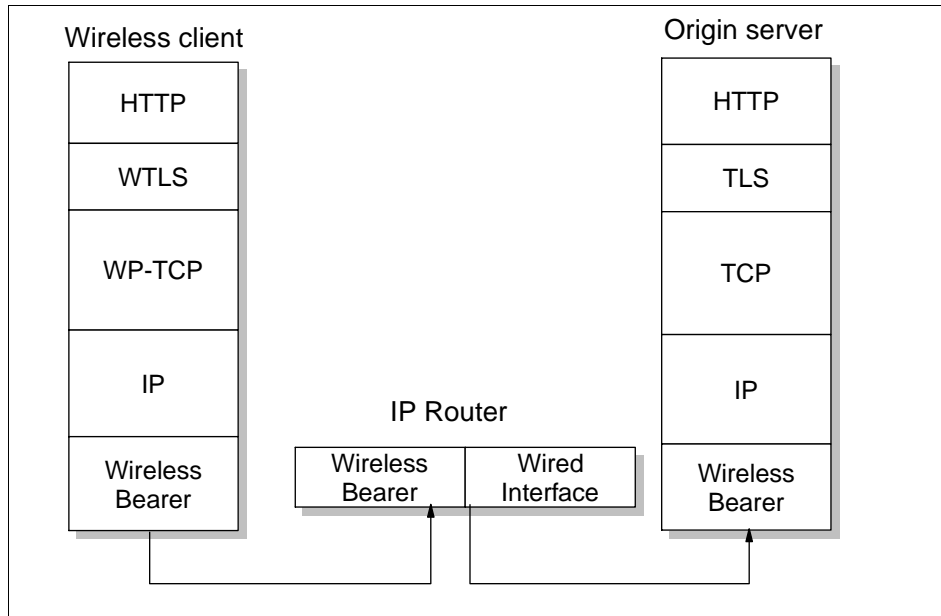 Wireless client
HTTP
WTLS
WP-TCP
IP
Wireless
Bearer
IP Router
Wireless
Bearer
Wired
Interface
Origin server
HTTP
TLS
TCP
IP
Wireless
Bearer